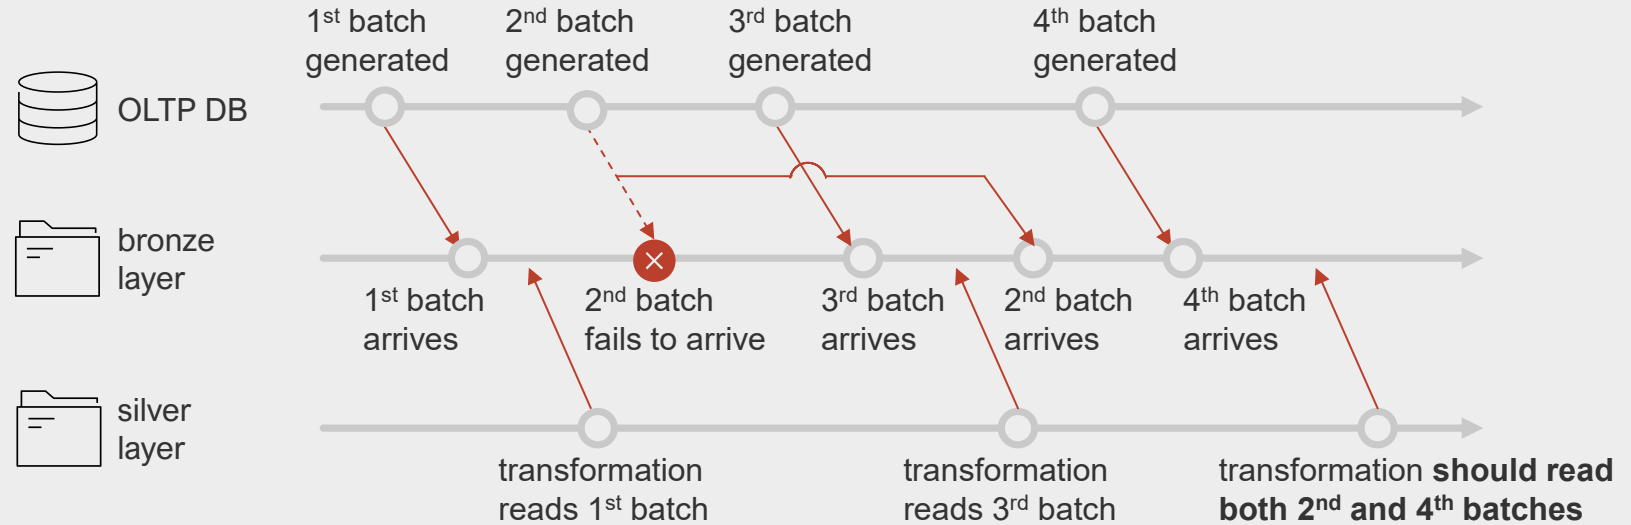 1st batch
generated
2nd batch
generated
3rd batch
generated
4th batch
generated
OLTP DB
bronze
layer
1st batch
arrives
2nd batch
fails to arrive
3rd batch
arrives
2nd batch
arrives
4th batch
arrives
silver
layer
transformation
reads 1st batch
transformation
reads 3rd batch
transformation should read
both 2nd and 4th batches